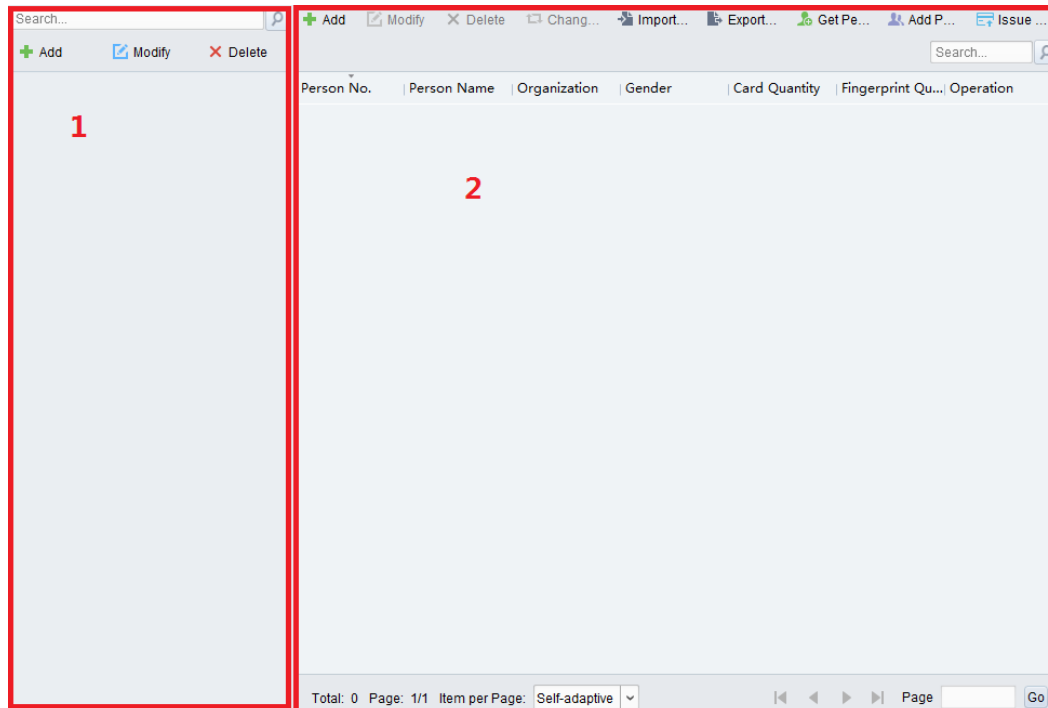 Search...
Add Modify Delete
1
Add Modify Delete Chang... Import... Export... Get Pe... Add P... Issue ...
Search...
Person No. Person Name Organization Gender Card Quantity Fingerprint Qu... Operation
2
Total: 0 Page: 1/1 Item per Page: Self-adaptive Page Go